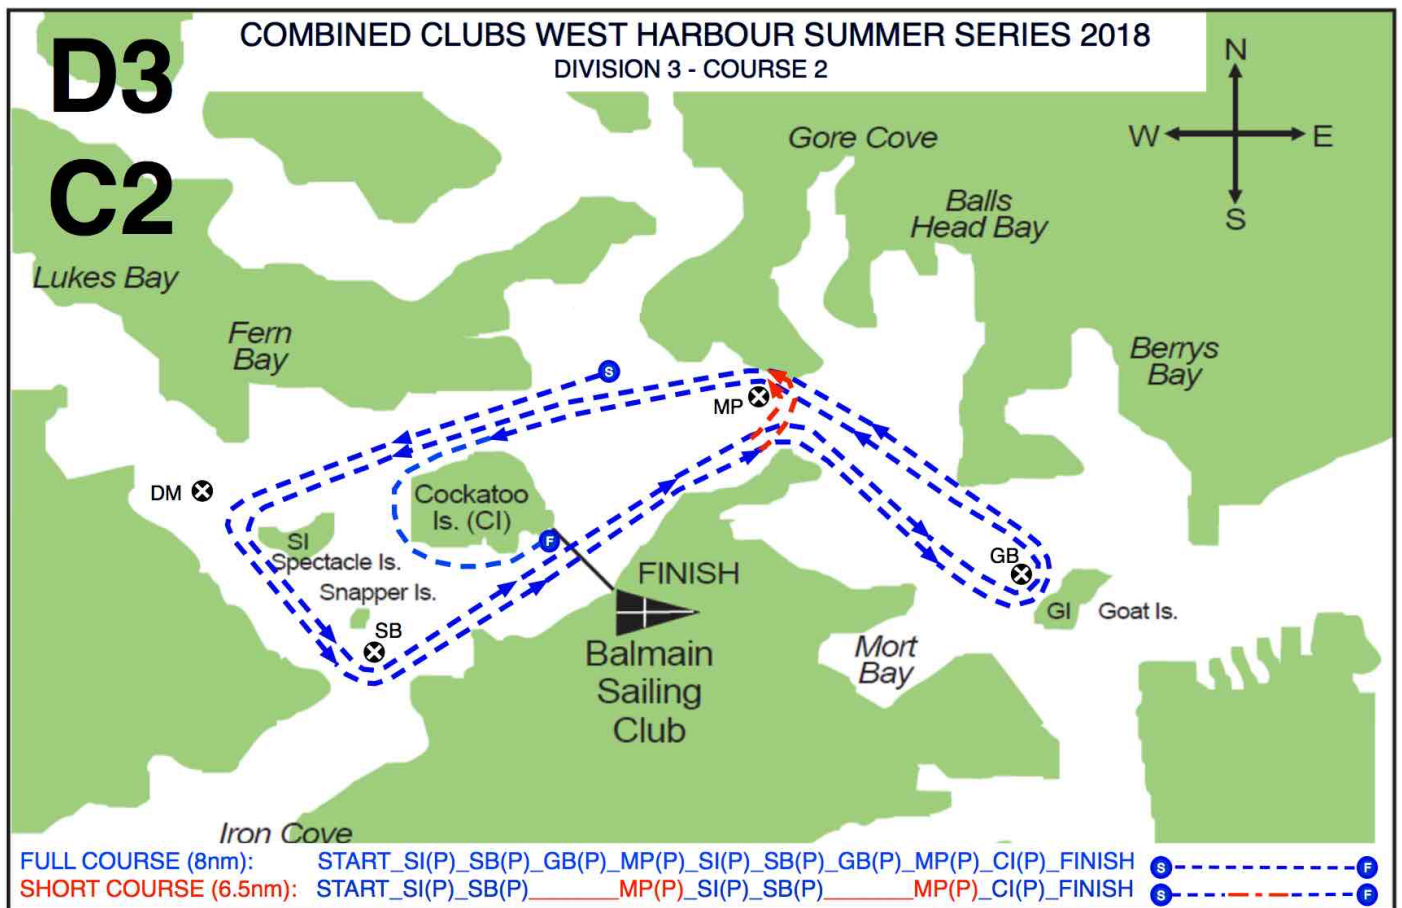 COMBINED CLUBS WEST HARBOUR SUMMER SERIES 2018
DIVISION 3 - COURSE 2
D3
C2
N
W E
S
Gore Cove
Balls
Head Bay
Lukes Bay
Fern
Bay
Berrys
Bay
S
MP
DM
Cockatoo
Is. (CI)
SI
Spectacle Is.
F
Snapper Is.
SB
FINISH
GB
GI Goat Is.
Balmain
Sailing
Club
Mort
Bay
Iron Cove
FULL COURSE (8nm): START_SI(P)_SB(P)_GB(P)_MP(P)_SI(P)_SB(P)_GB(P)_MP(P)_CI(P)_FINISH S F
SHORT COURSE (6.5nm): START_SI(P)_SB(P)_______MP(P)_SI(P)_SB(P)_______MP(P)_CI(P)_FINISH S F